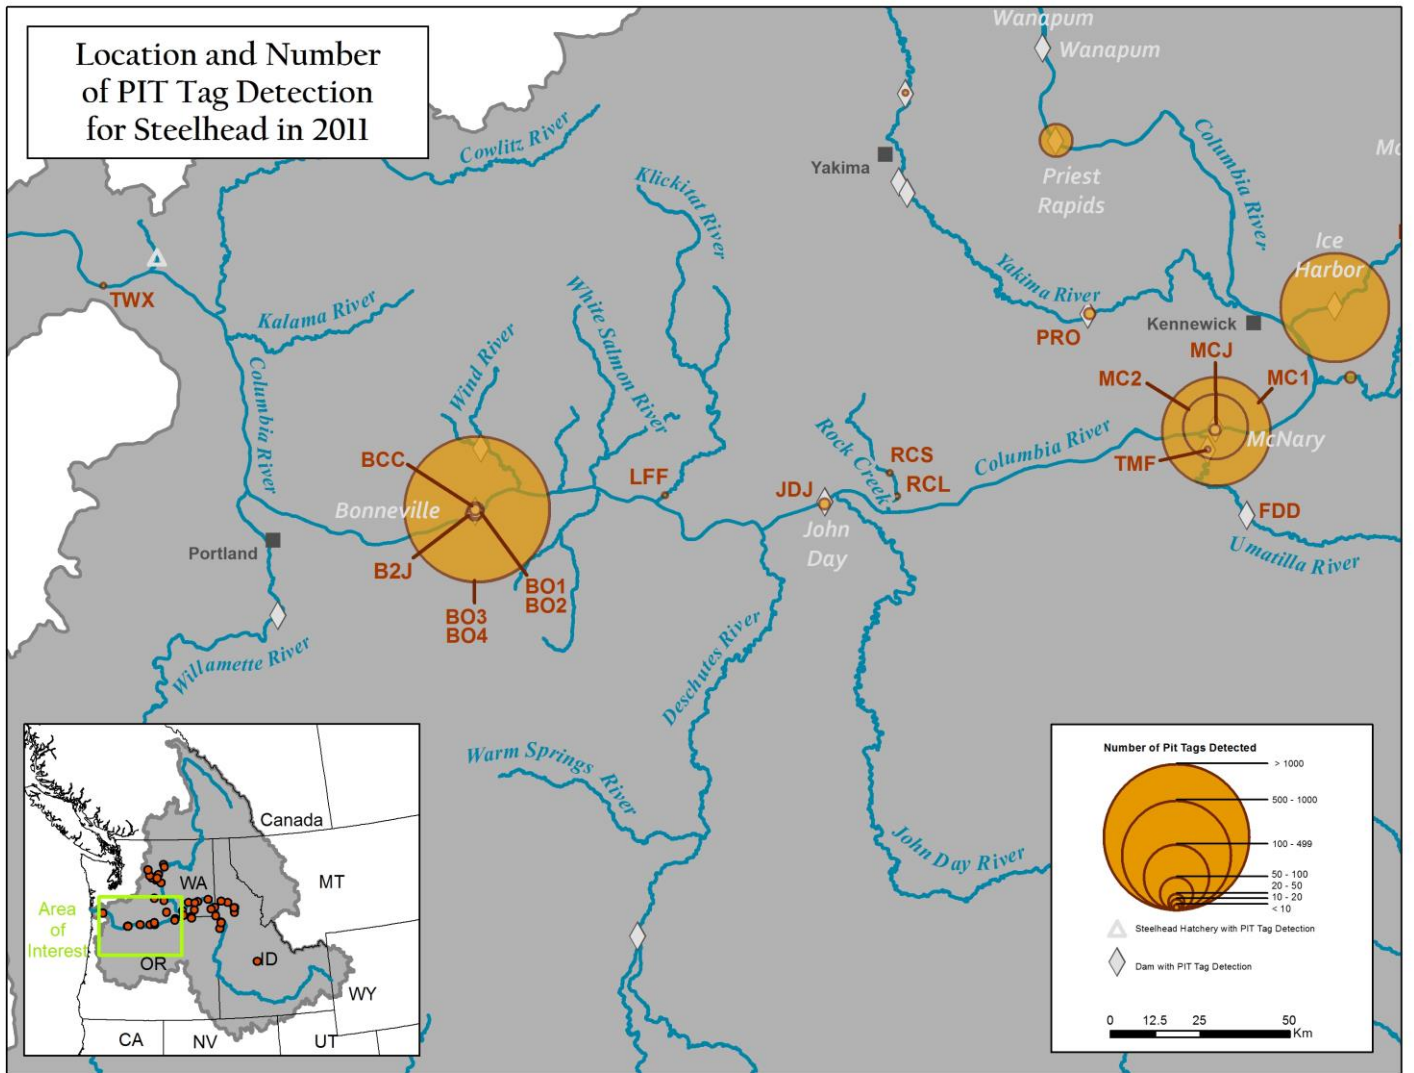 Location and Number
of PIT Tag Detection
for Steelhead in 2011
Wanapum
Wanapum
Cowlitz River
Klickitat River
Yakima
Priest
Rapids
Columbia River
Ice
Harbor
TWX
Kalama River
White Salmon River
Wind River
Yakima River
PRO
Kennewick
MCJ
MC2
MC1
McNary
TMF
Columbia River
Columbia River
Rock Creek
RCS
RCL
BCC
LFF
JDJ
John
Day
Bonneville
Portland
B2J
BO1
BO2
BO3
BO4
FDD
Umatilla River
Willamette River
Deschutes River
Warm Springs River
John Day River
Canada
WA
MT
Area
of
Interest
OR
ID
WY
CA
NV
UT
Number of Pit Tags Detected
> 1000
500 - 1000
100 - 499
50 - 100
20 - 50
10 - 20
< 10
Steelhead Hatchery with PIT Tag Detection
Dam with PIT Tag Detection
0 12.5 25 50
Km